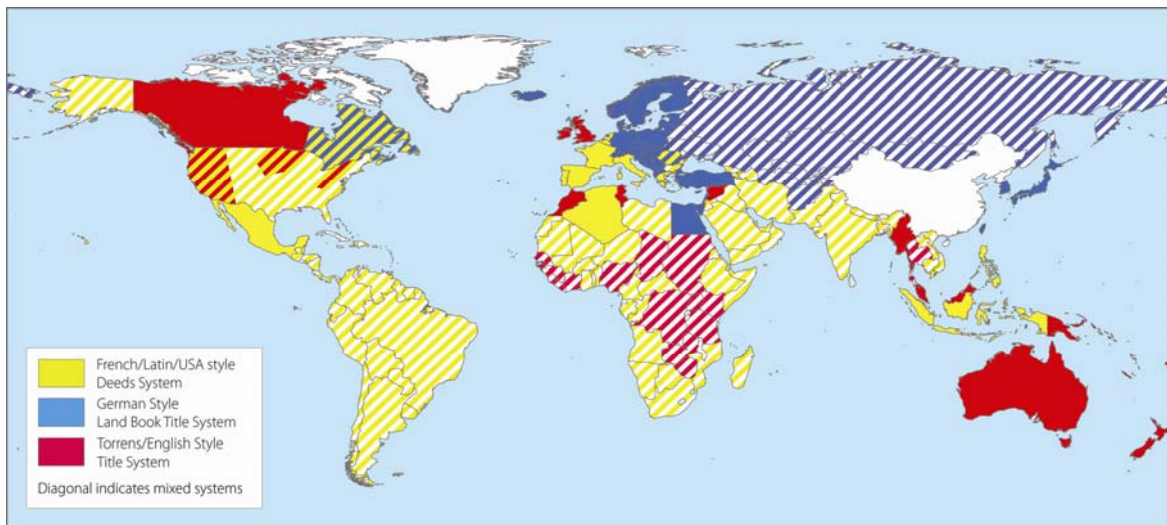 French/Latin/USA style
Deeds System
German Style
Land Book Title System
Torrens/English Style
Title System
Diagonal indicates mixed systems